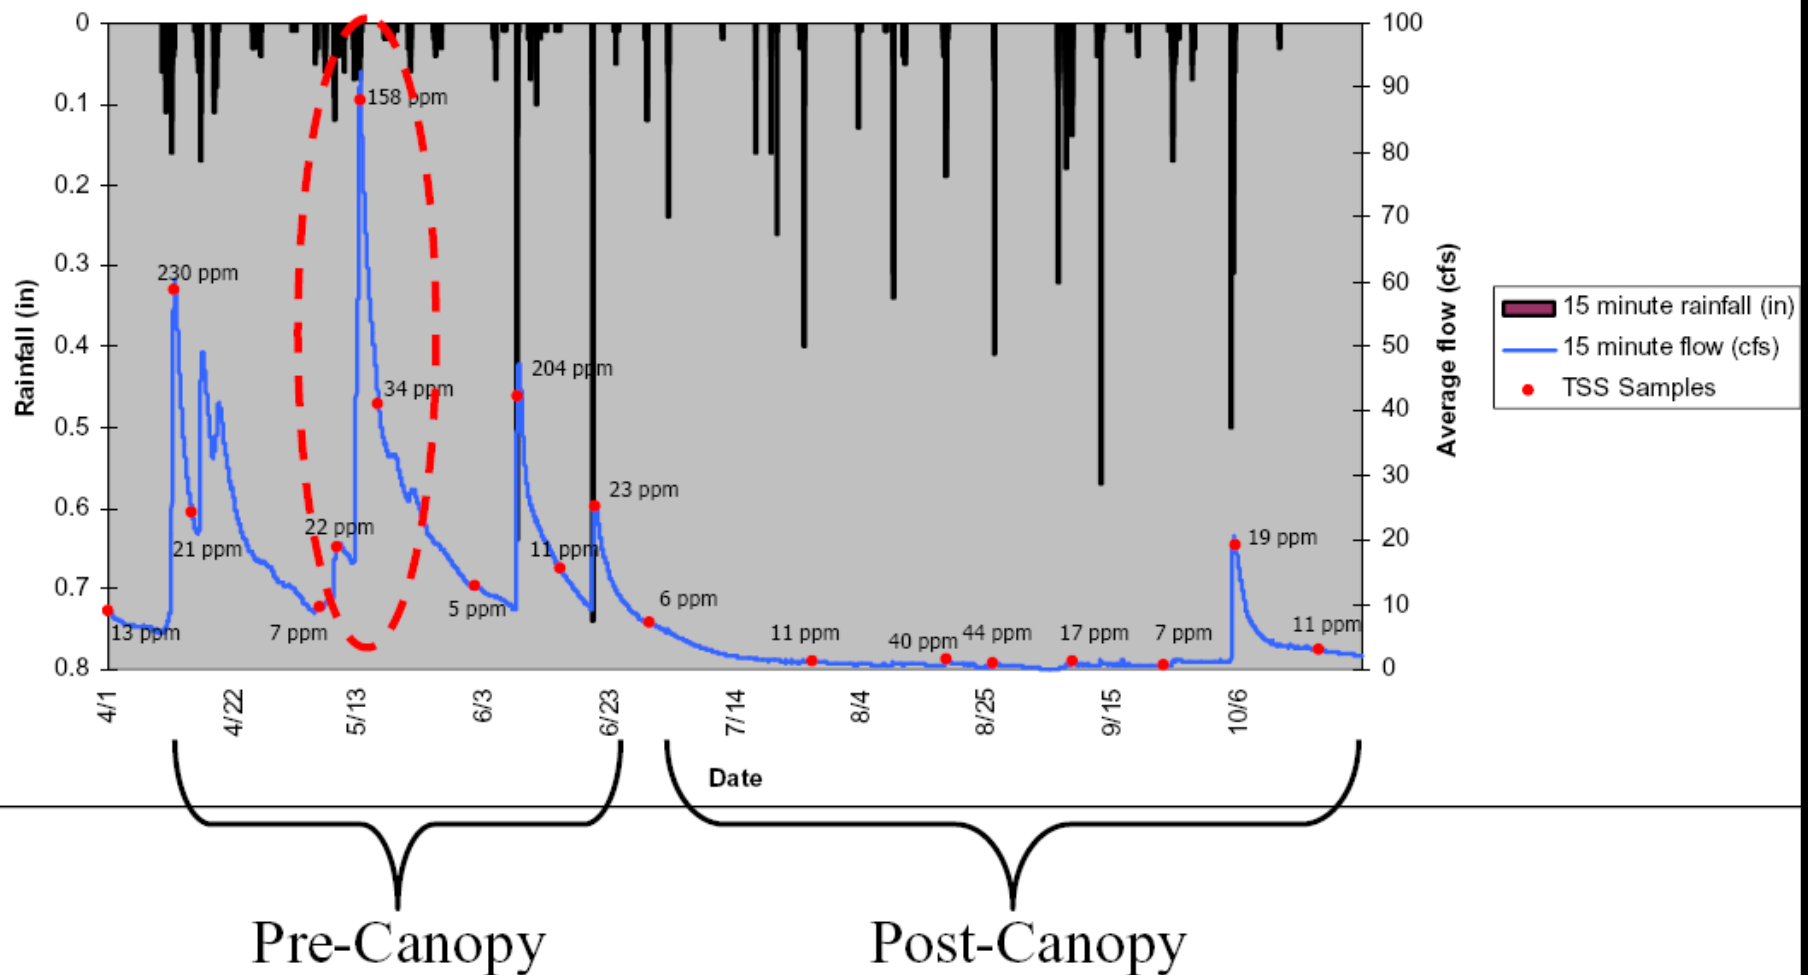 0
0.1
0.2
0.3
0.4
0.5
0.6
0.7
0.8
Rainfall (in)
100
90
80
70
60
50
40
30
20
10
0
Average flow (cfs)
158 ppm
230 ppm
34 ppm
204 ppm
23 ppm
22 ppm
21 ppm
11 ppm
19 ppm
5 ppm
6 ppm
13 ppm
7 ppm
11 ppm
40 ppm
44 ppm
17 ppm
7 ppm
11 ppm
4/1
4/22
5/13
6/3
6/23
7/14
8/4
8/25
9/15
10/6
Date
15 minute rainfall (in)
15 minute flow (cfs)
TSS Samples
Pre-Canopy
Post-Canopy